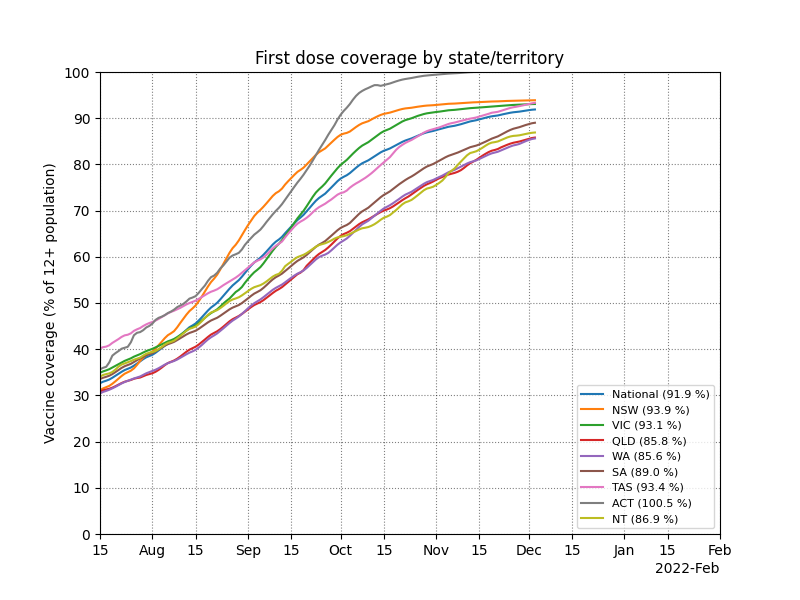 First dose coverage by state/territory
Vaccine coverage (% of 12+ population)
100
90
80
70
60
50
40
30
20
10
0
National (91.9 %)
NSW (93.9 %)
VIC (93.1 %)
QLD (85.8 %)
WA (85.6 %)
SA (89.0 %)
TAS (93.4 %)
ACT (100.5 %)
NT (86.9 %)
15 Aug 15 Sep 15 Oct 15 Nov 15 Dec 15 Jan 15 Feb
2022-Feb